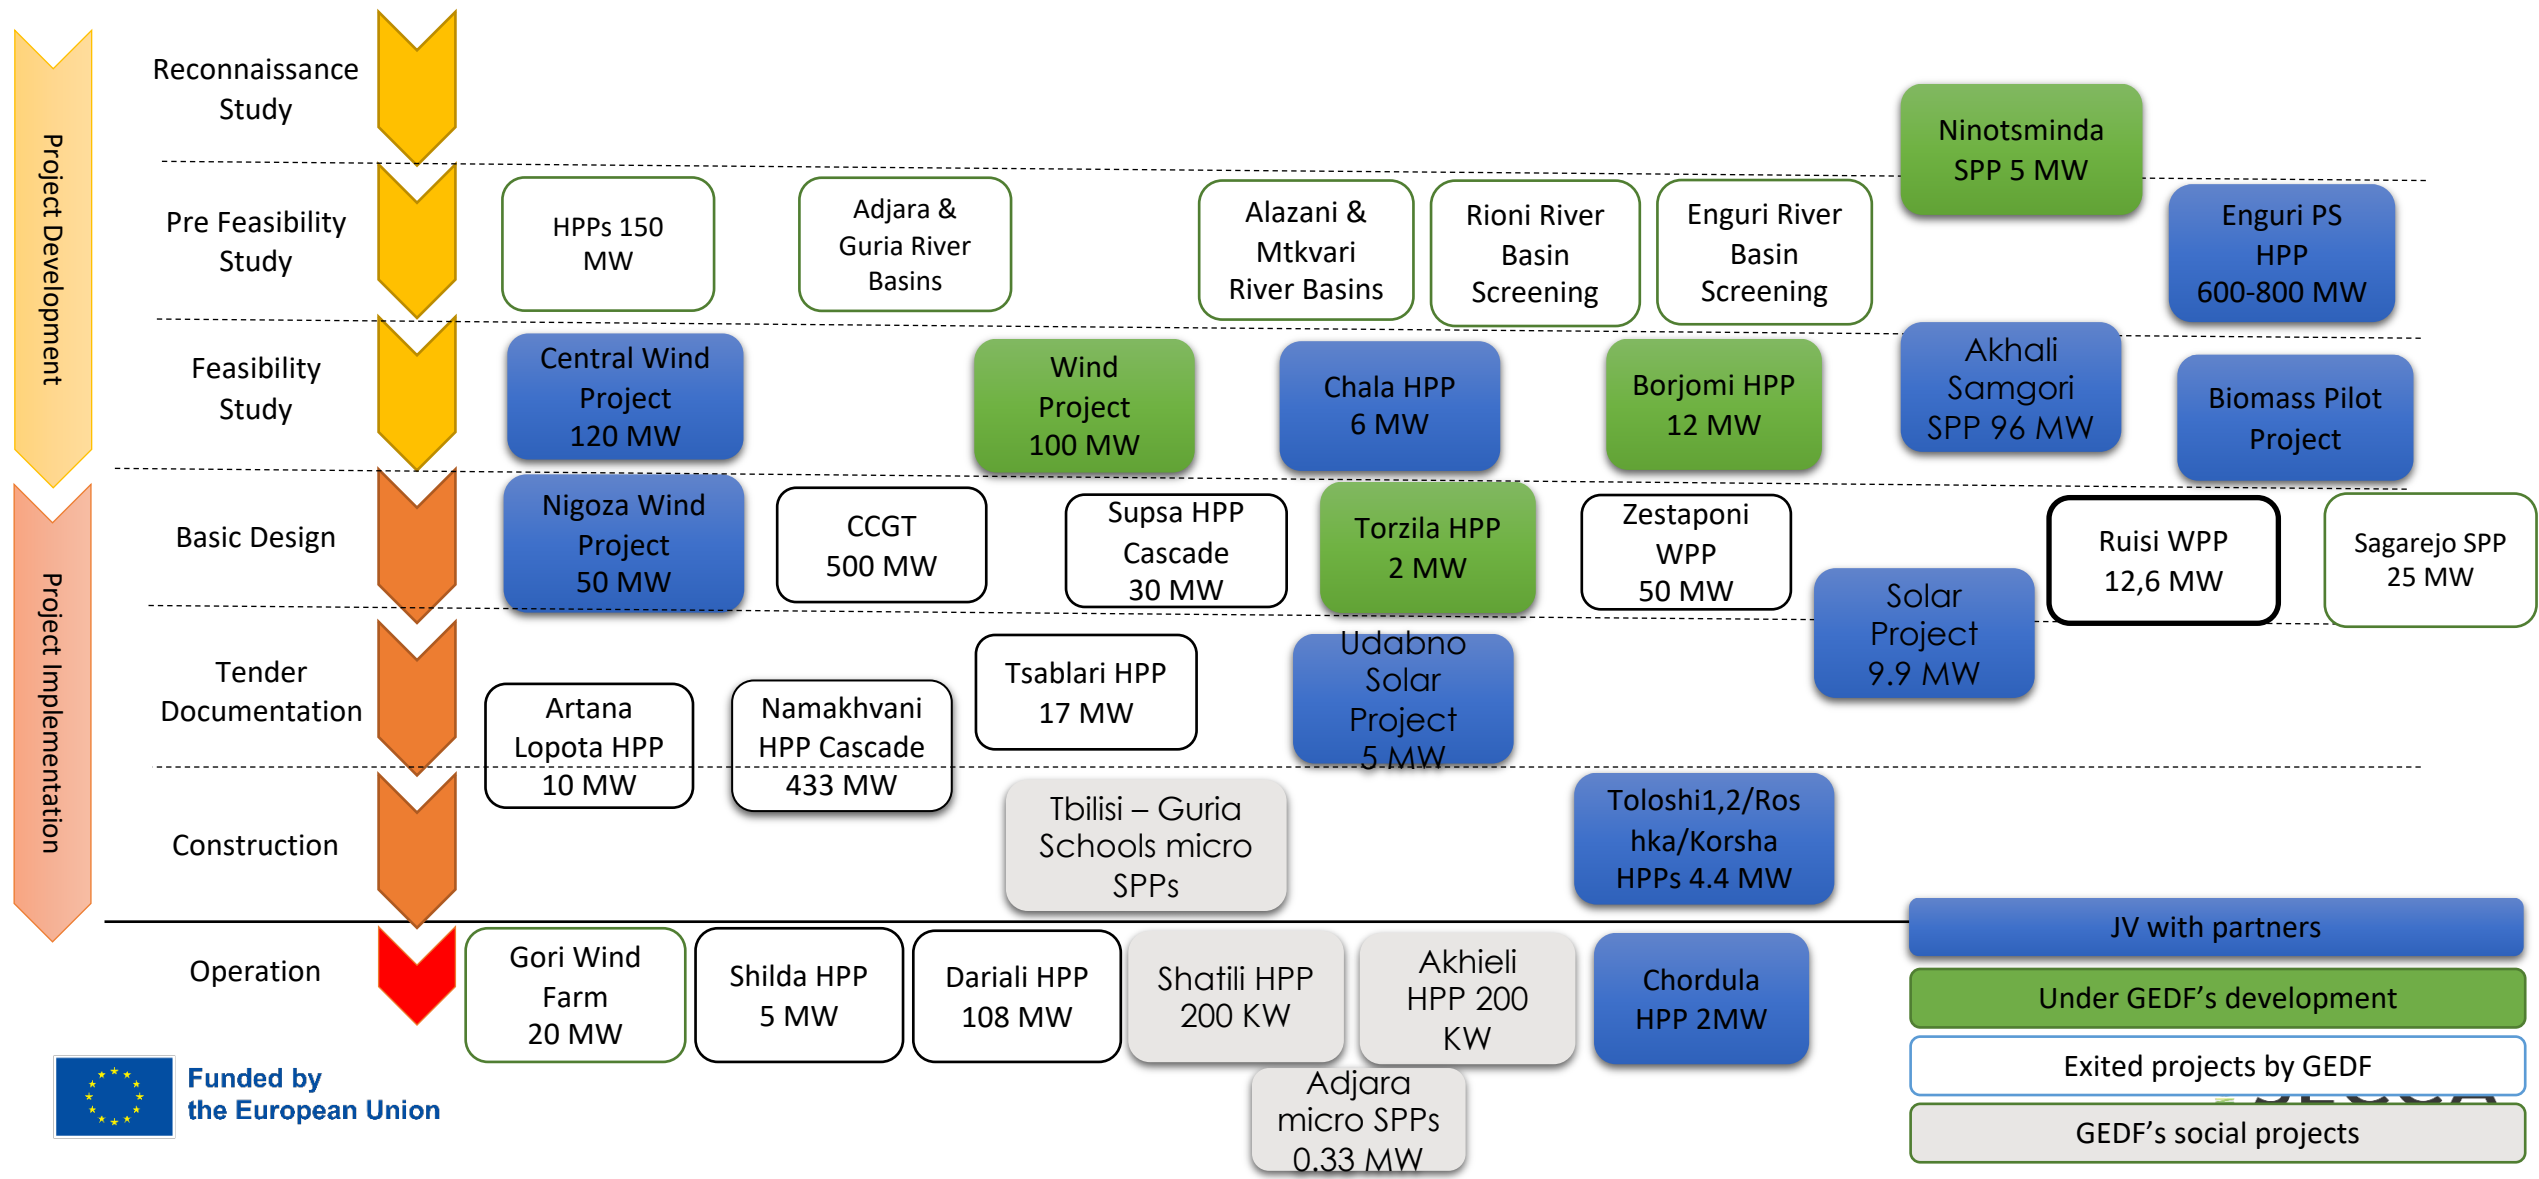 Project Development
Project Implementation
Reconnaissance
Study
Ninotsminda
SPP 5 MW
Pre Feasibility
Study
HPPs 150
MW
Adjara &
Guria River
Basins
Alazani &
Mtkvari
River Basins
Rioni River
Basin
Screening
Enguri River
Basin
Screening
Enguri PS
HPP
600-800 MW
Feasibility
Study
Central Wind
Project
120 MW
Wind
Project
100 MW
Chala HPP
6 MW
Borjomi HPP
12 MW
Akhali
Samgori
SPP 96 MW
Biomass Pilot
Project
Basic Design
Nigoza Wind
Project
50 MW
CCGT
500 MW
Supsa HPP
Cascade
30 MW
Torzila HPP
2 MW
Zestaponi
WPP
50 MW
Solar
Project
9.9 MW
Ruisi WPP
12,6 MW
Sagarejo SPP
25 MW
Tender
Documentation
Artana
Lopota HPP
10 MW
Namakhvani
HPP Cascade
433 MW
Tsablari HPP
17 MW
Udabno
Solar
Project
5 MW
Construction
Tbilisi – Guria
Schools micro
SPPs
Toloshi1,2/Ros
hka/Korsha
HPPs 4.4 MW
Operation
Gori Wind
Farm
20 MW
Shilda HPP
5 MW
Dariali HPP
108 MW
Shatili HPP
200 KW
Akhieli
HPP 200
KW
Chordula
HPP 2MW
Adjara
micro SPPs
0.33 MW
JV with partners
Under GEDF's development
Exited projects by GEDF
GEDF's social projects
Funded by
the European Union